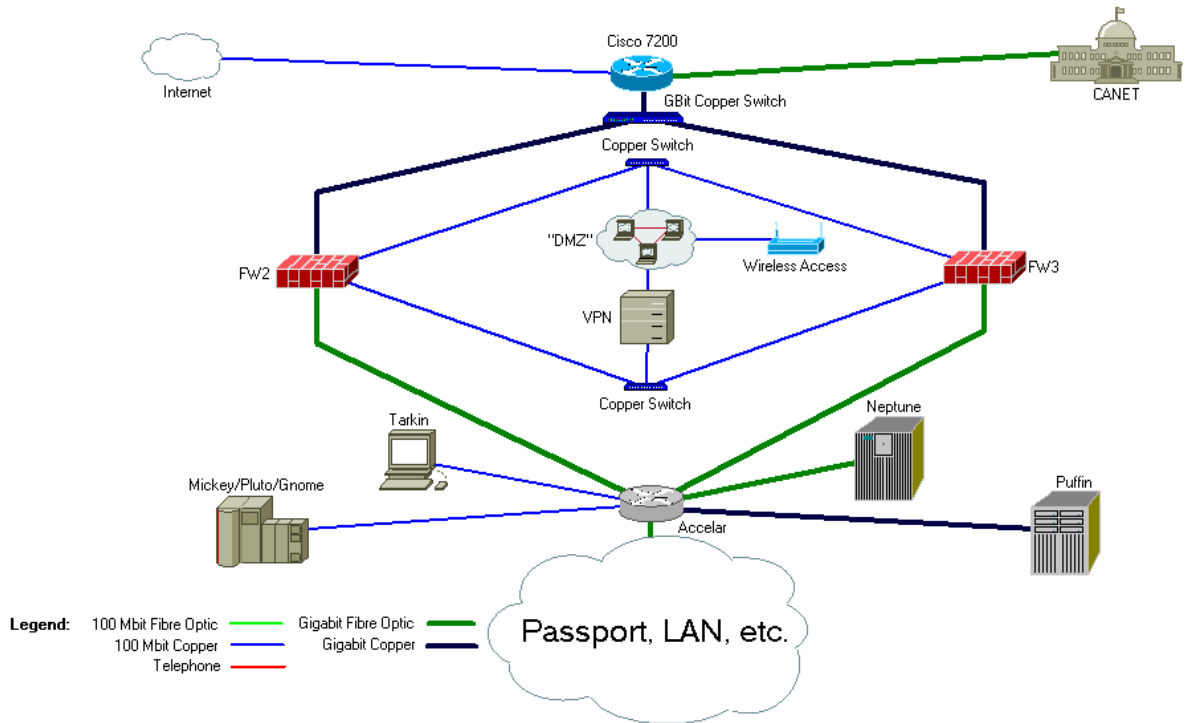 Cisco 7200
Internet
CANET
GBit Copper Switch
Copper Switch
"DMZ"
Wireless Access
FW2
FW3
VPN
Copper Switch
Tarkin
Neptune
Mickey/Pluto/Gnome
Puffin
Accelar
Passport, LAN, etc.
Legend:
100 Mbit Fibre Optic
Gigabit Fibre Optic
100 Mbit Copper
Gigabit Copper
Telephone